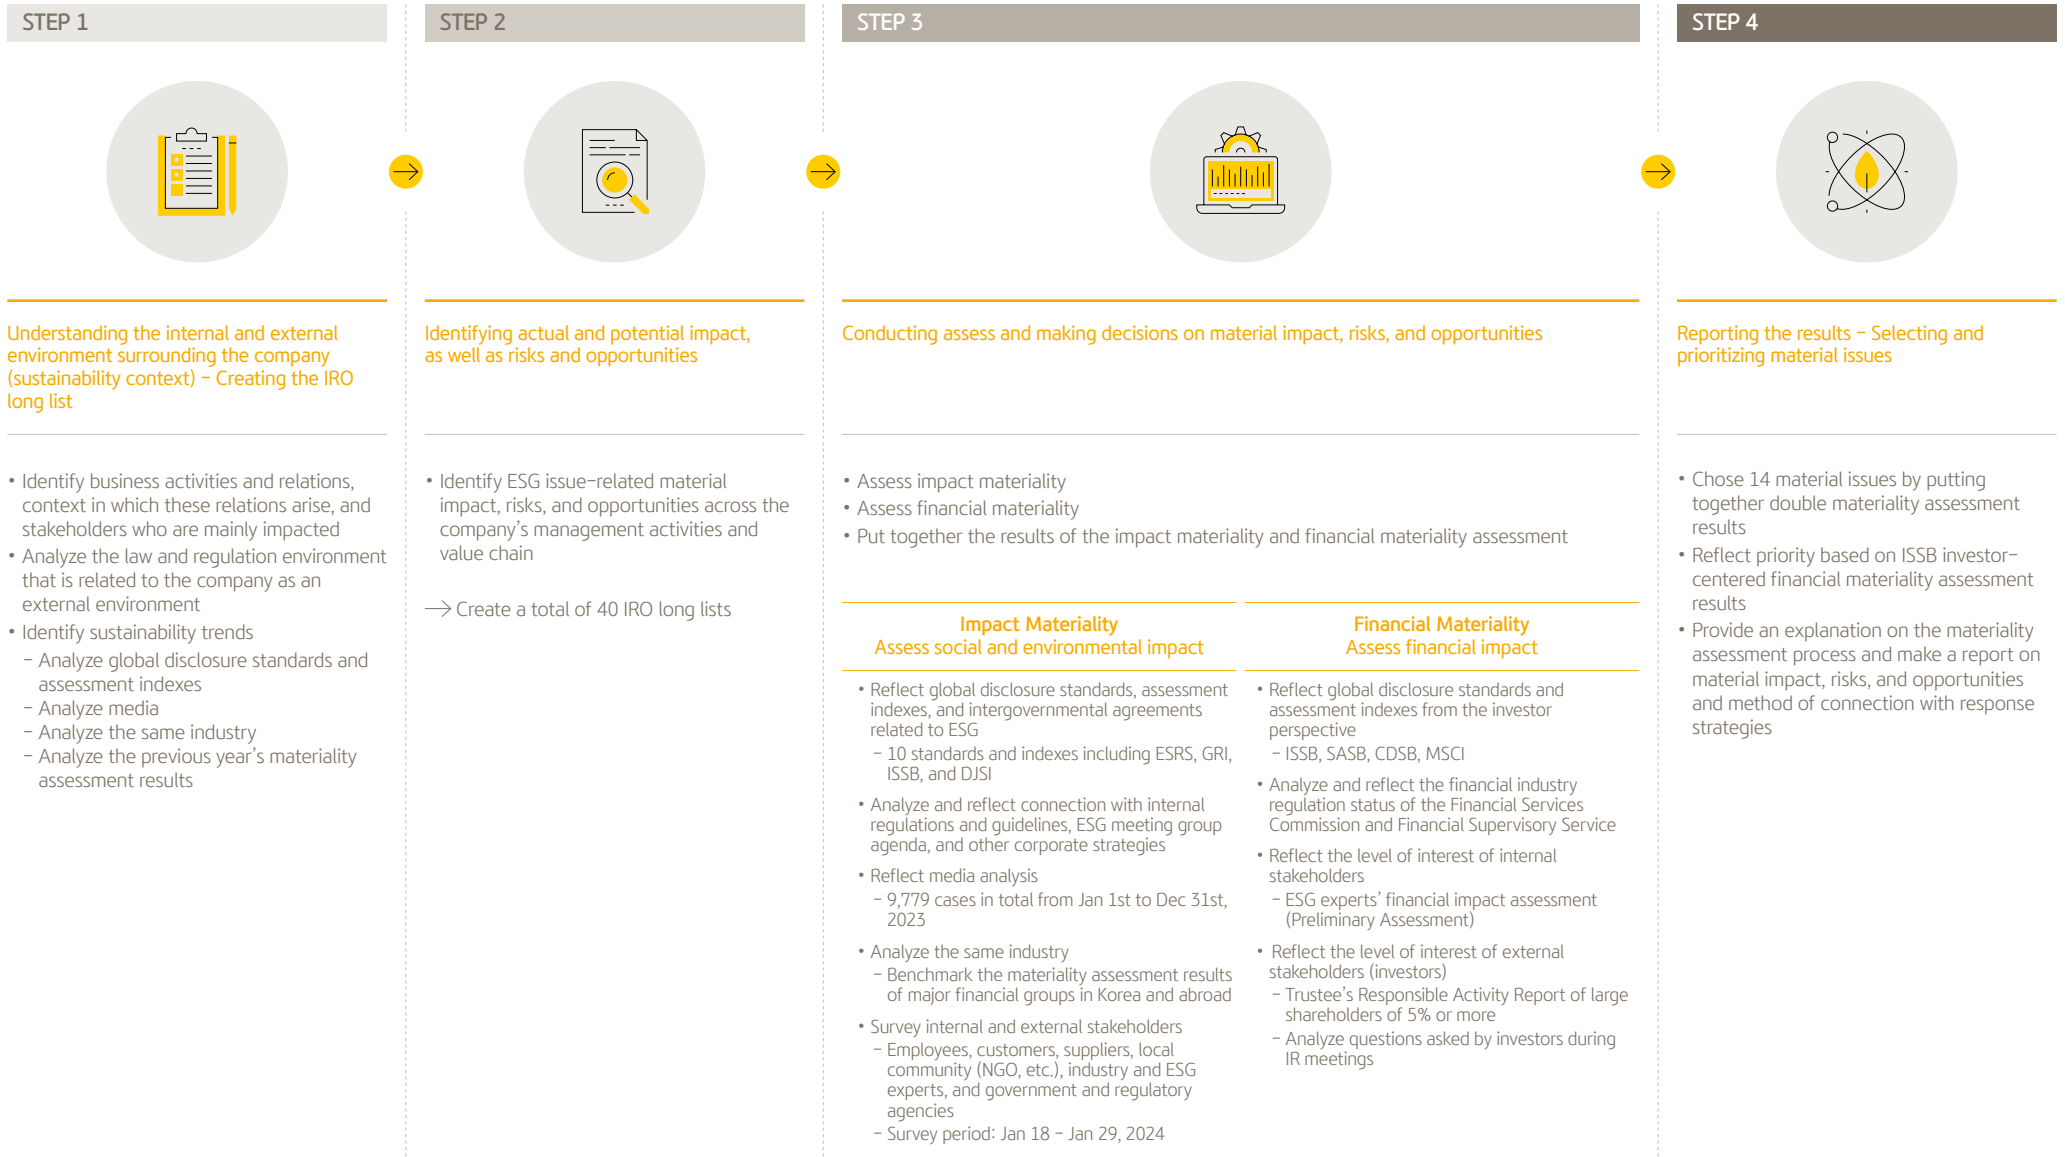 STEP 1
Understanding the internal and external
environment surrounding the company
(sustainability context) - Creating the IRO
long list
• Identify business activities and relations,
context in which these relations arise, and
stakeholders who are mainly impacted
• Analyze the law and regulation environment
that is related to the company as an
external environment
• Identify sustainability trends
- Analyze global disclosure standards and
assessment indexes
- Analyze media
- Analyze the same industry
- Analyze the previous year's materiality
assessment results
STEP 2
Identifying actual and potential impact,
as well as risks and opportunities
• Identify ESG issue-related material
impact, risks, and opportunities across the
company's management activities and
value chain
→ Create a total of 40 IRO long lists
STEP 3
Conducting assess and making decisions on material impact, risks, and opportunities
• Assess impact materiality
• Assess financial materiality
• Put together the results of the impact materiality and financial materiality assessment
Impact Materiality
Assess social and environmental impact
• Reflect global disclosure standards, assessment
indexes, and intergovernmental agreements
related to ESG
- 10 standards and indexes including ESRS, GRI,
ISSB, and DJSI
• Analyze and reflect connection with internal
regulations and guidelines, ESG meeting group
agenda, and other corporate strategies
• Reflect media analysis
- 9,779 cases in total from Jan 1st to Dec 31st,
2023
• Analyze the same industry
- Benchmark the materiality assessment results
of major financial groups in Korea and abroad
• Survey internal and external stakeholders
- Employees, customers, suppliers, local
community (NGO, etc.), industry and ESG
experts, and government and regulatory
agencies
- Survey period: Jan 18 - Jan 29, 2024
Financial Materiality
Assess financial impact
• Reflect global disclosure standards and
assessment indexes from the investor
perspective
- ISSB, SASB, CDSB, MSCI
• Analyze and reflect the financial industry
regulation status of the Financial Services
Commission and Financial Supervisory Service
• Reflect the level of interest of internal
stakeholders
- ESG experts' financial impact assessment
(Preliminary Assessment)
• Reflect the level of interest of external
stakeholders (investors)
- Trustee's Responsible Activity Report of large
shareholders of 5% or more
- Analyze questions asked by investors during
IR meetings
STEP 4
Reporting the results - Selecting and
prioritizing material issues
• Chose 14 material issues by putting
together double materiality assessment
results
• Reflect priority based on ISSB investor-
centered financial materiality assessment
results
• Provide an explanation on the materiality
assessment process and make a report on
material impact, risks, and opportunities
and method of connection with response
strategies